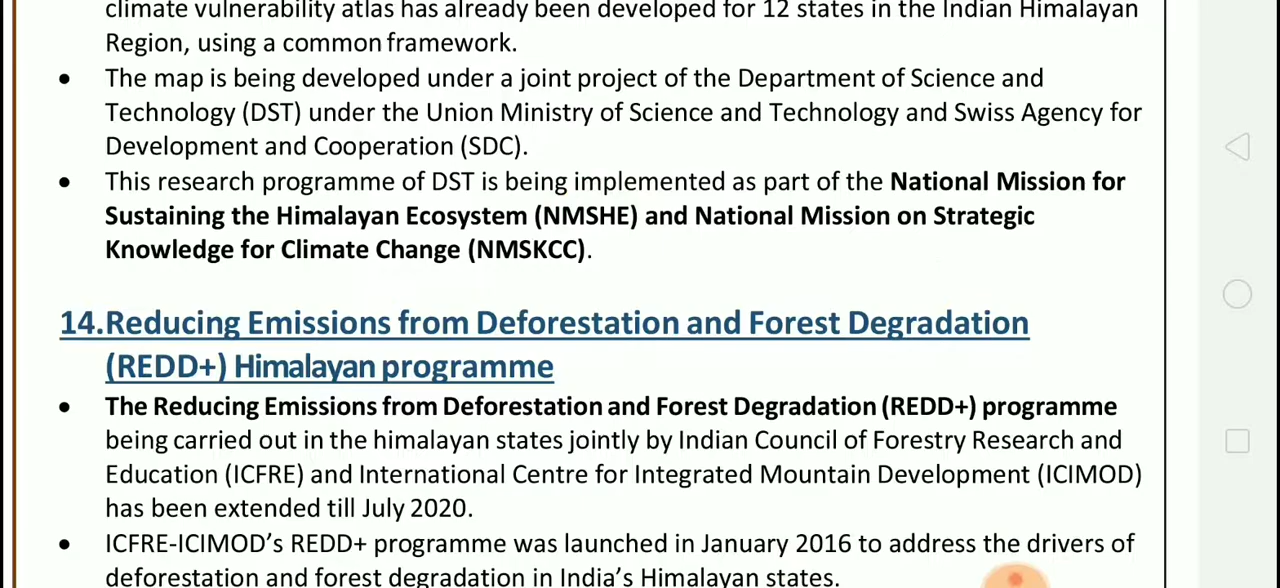 climate vulnerability atlas has already been developed for 12 states in the Indian Himalayan
Region, using a common framework.
• The map is being developed under a joint project of the Department of Science and
Technology (DST) under the Union Ministry of Science and Technology and Swiss Agency for
Development and Cooperation (SDC).
• This research programme of DST is being implemented as part of the National Mission for
Sustaining the Himalayan Ecosystem (NMSHE) and National Mission on Strategic
Knowledge for Climate Change (NMSKCC).
14.Reducing Emissions from Deforestation and Forest Degradation
(REDD+) Himalayan programme
• The Reducing Emissions from Deforestation and Forest Degradation (REDD+) programme
being carried out in the himalayan states jointly by Indian Council of Forestry Research and
Education (ICFRE) and International Centre for Integrated Mountain Development (ICIMOD)
has been extended till July 2020.
• ICFRE-ICIMOD’s REDD+ programme was launched in January 2016 to address the drivers of
deforestation and forest degradation in India’s Himalayan states.